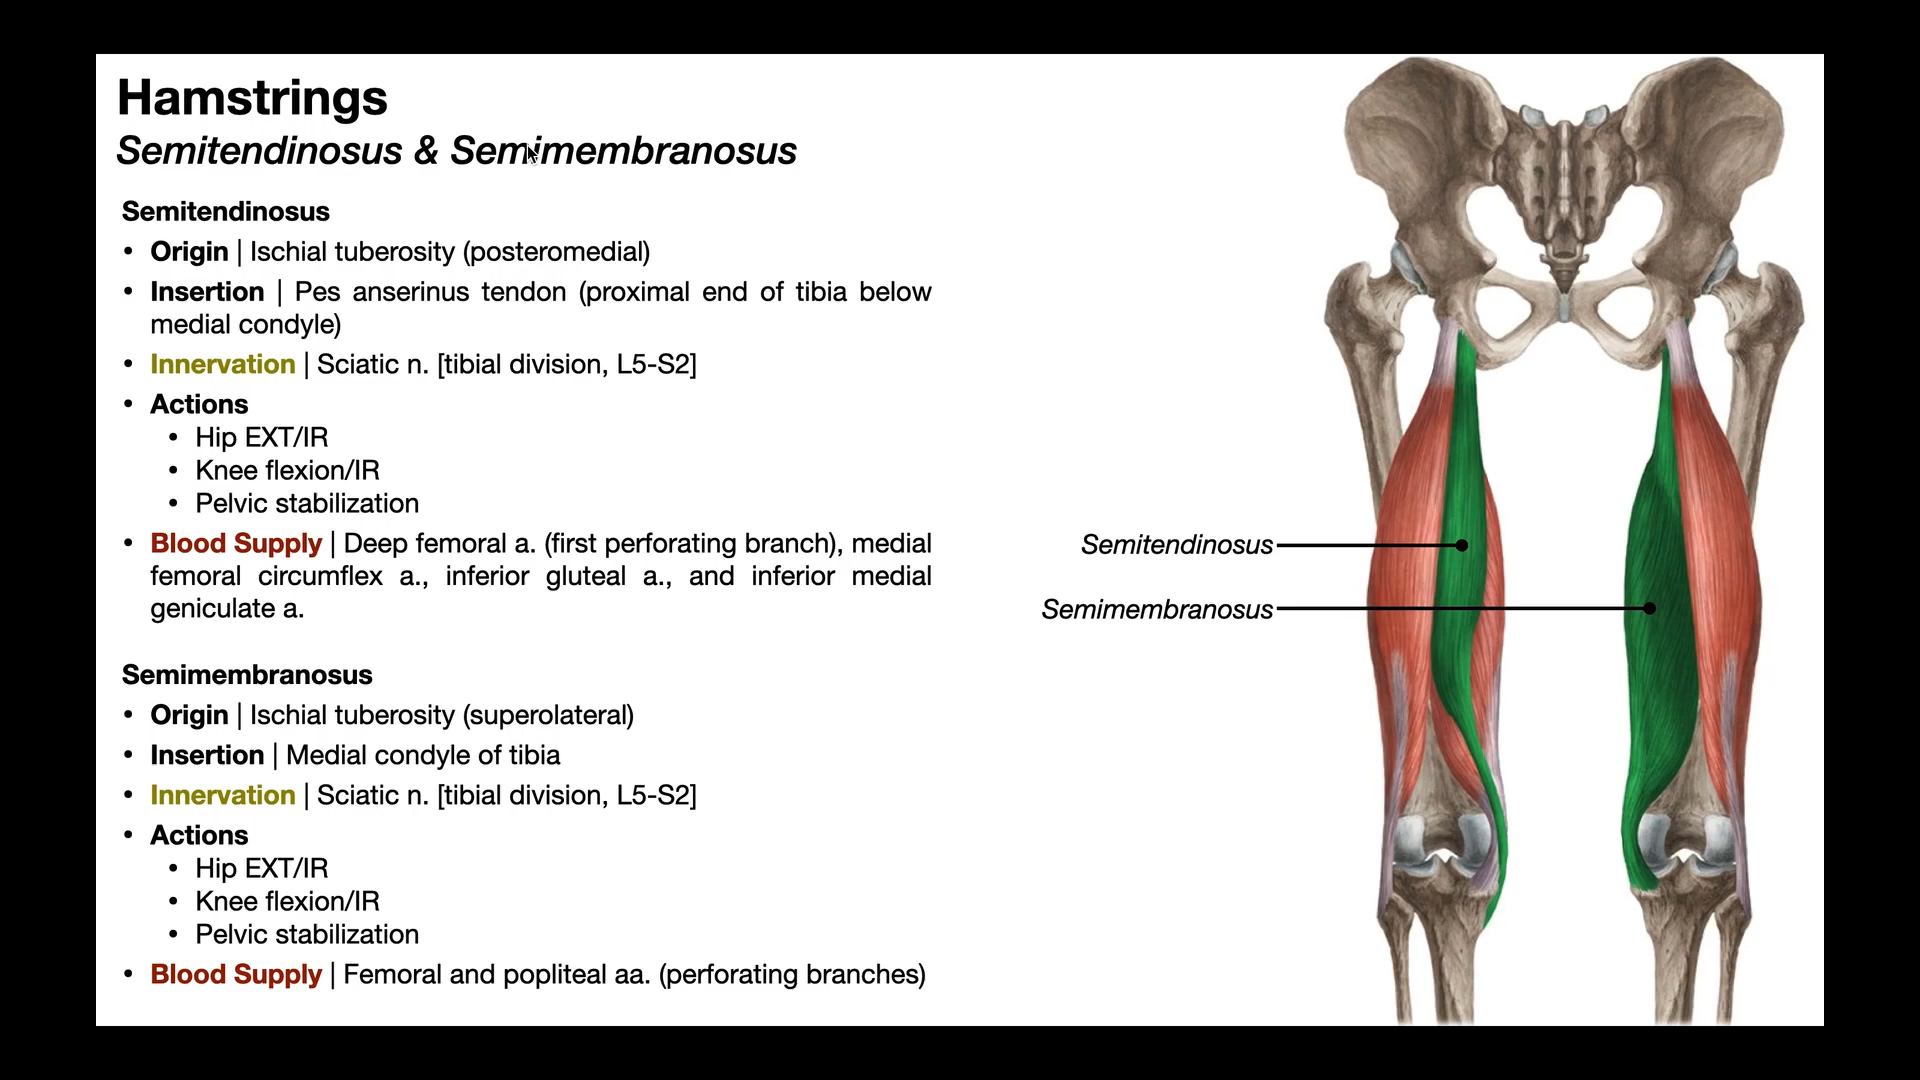 Hamstrings
Semitendinosus & Semimembranosus
Semitendinosus
• Origin | Ischial tuberosity (posteromedial)
• Insertion | Pes anserinus tendon (proximal end of tibia below
medial condyle)
• Innervation | Sciatic n. [tibial division, L5-S2]
• Actions
• Hip EXT/IR
• Knee flexion/IR
• Pelvic stabilization
• Blood Supply | Deep femoral a. (first perforating branch), medial
femoral circumflex a., inferior gluteal a., and inferior medial
geniculate a.
Semimembranosus
• Origin | Ischial tuberosity (superolateral)
• Insertion | Medial condyle of tibia
• Innervation | Sciatic n. [tibial division, L5-S2]
• Actions
• Hip EXT/IR
• Knee flexion/IR
• Pelvic stabilization
• Blood Supply | Femoral and popliteal aa. (perforating branches)
Semitendinosus
Semimembranosus